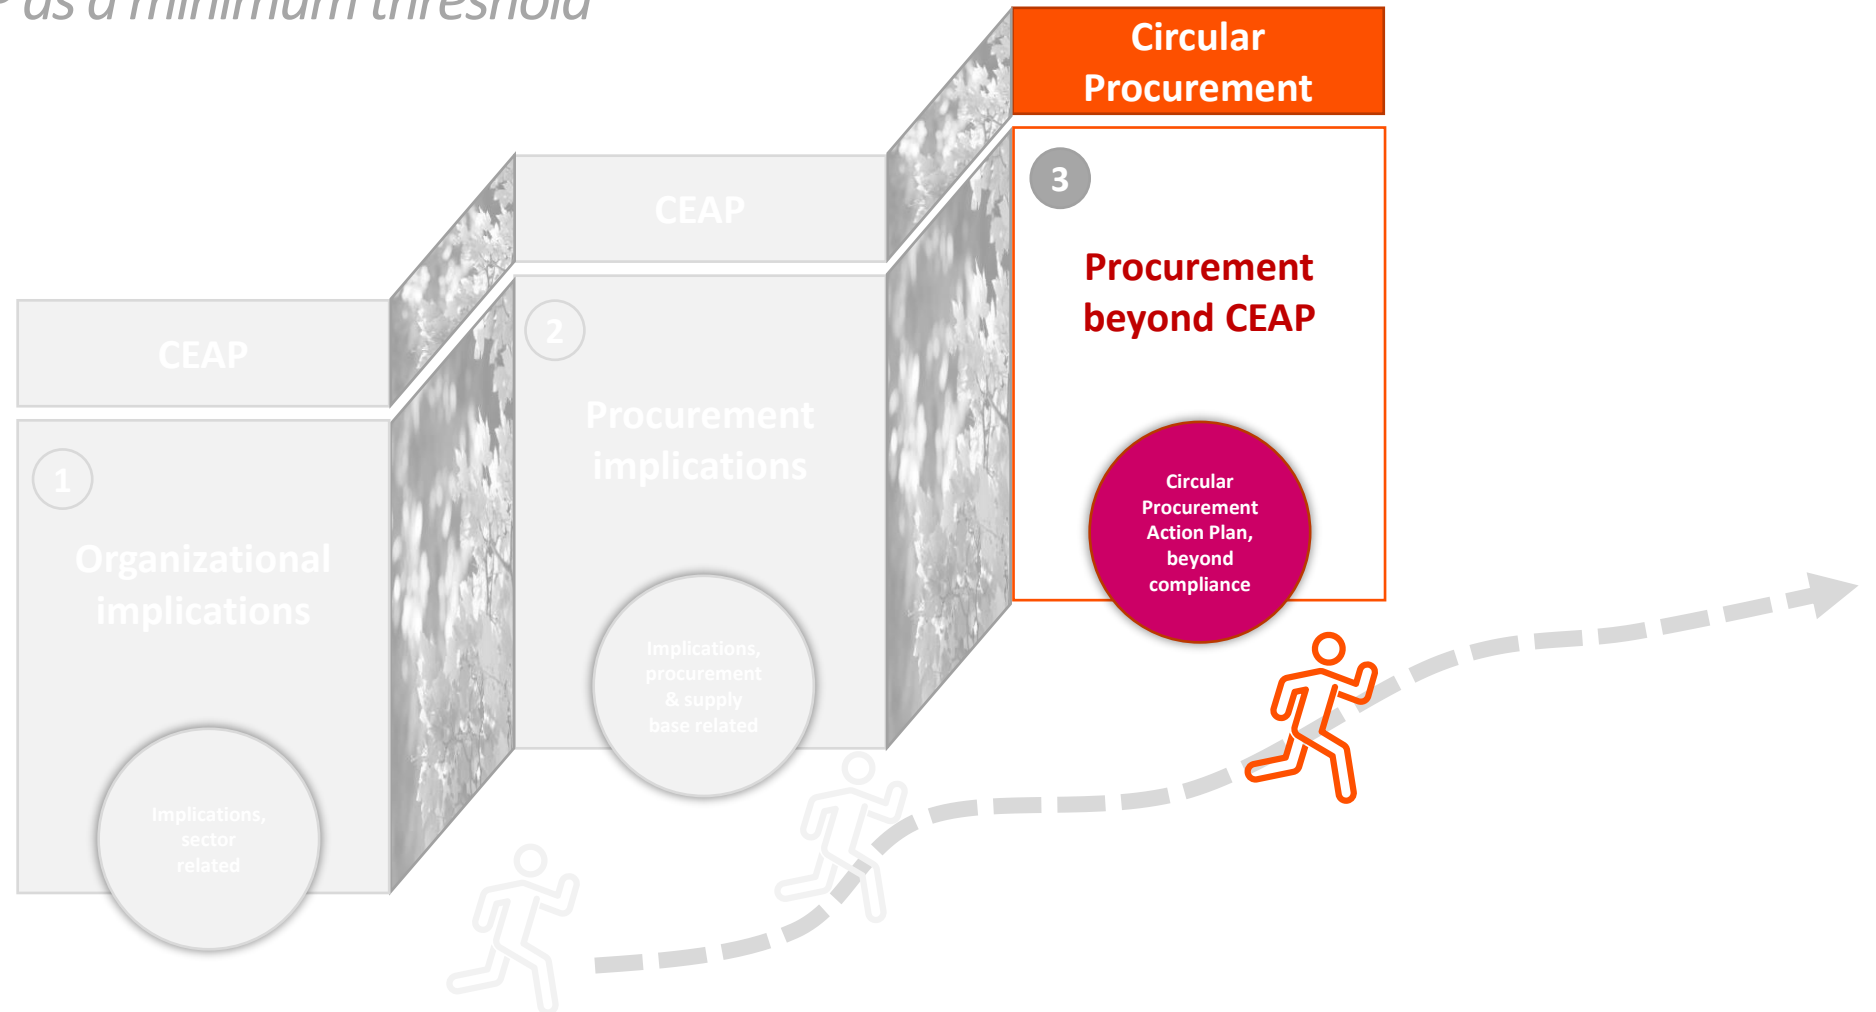 as a minimum threshold
CEAP
1
Organizational
implications
Implications,
sector
related
CEAP
2
Procurement
implications
Implications,
procurement
& supply
base related
Circular
Procurement
3
Procurement
beyond CEAP
Circular
Procurement
Action Plan,
beyond
compliance